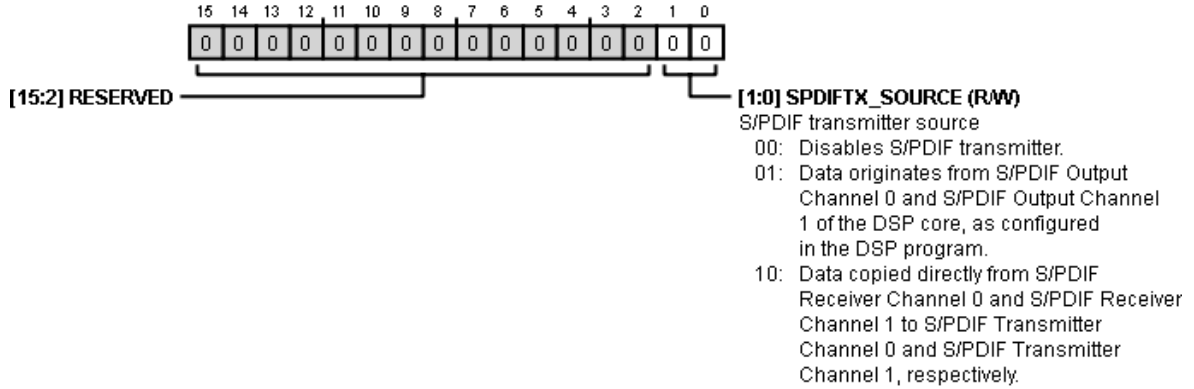 15 14 13 12 11 10 9 8 7 6 5 4 3 2 1 0
0 0 0 0 0 0 0 0 0 0 0 0 0 0 0 0
[15:2] RESERVED
[1:0] SPDIFTX_SOURCE (R/W)
S/PDIF transmitter source
00: Disables S/PDIF transmitter.
01: Data originates from S/PDIF Output
Channel 0 and S/PDIF Output Channel
1 of the DSP core, as configured
in the DSP program.
10: Data copied directly from S/PDIF
Receiver Channel 0 and S/PDIF Receiver
Channel 1 to S/PDIF Transmitter
Channel 0 and S/PDIF Transmitter
Channel 1, respectively.